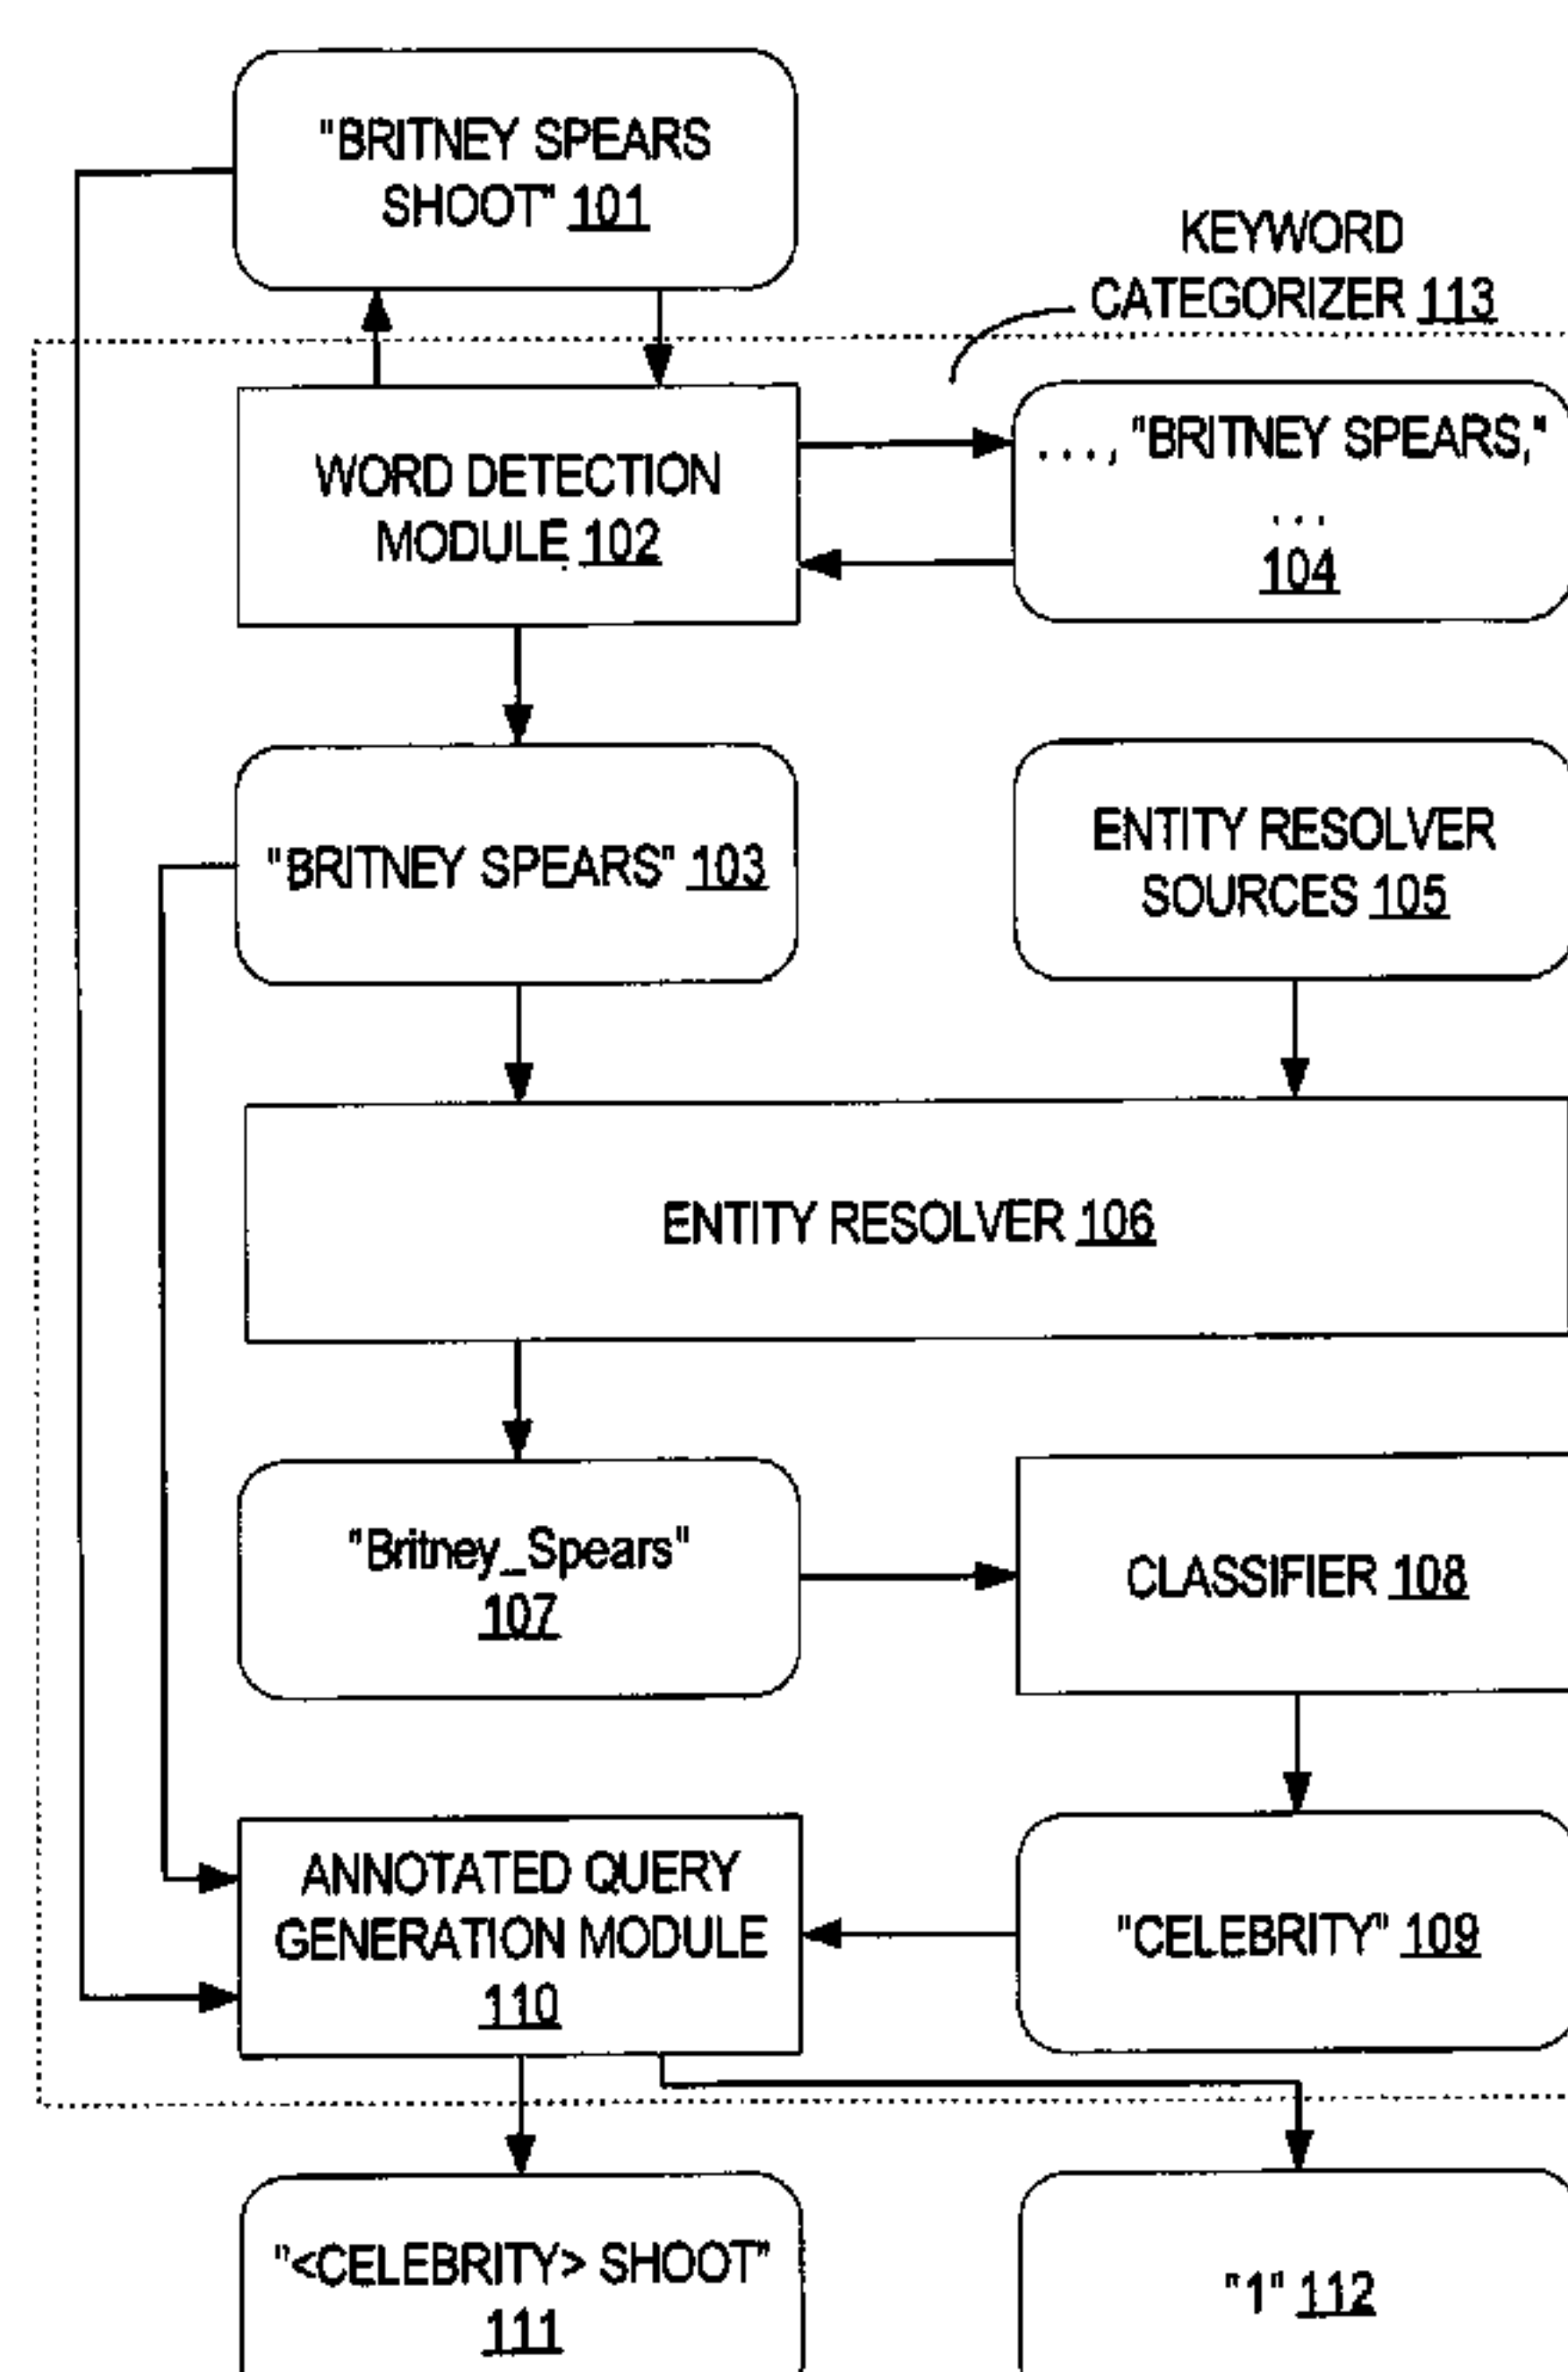 "BRITNEY SPEARS
SHOOT" 101
KEYWORD
CATEGORIZER 113
WORD DETECTION
MODULE 102
. . . , "BRITNEY SPEARS,"
. . .
104
"BRITNEY SPEARS" 103
ENTITY RESOLVER
SOURCES 105
ENTITY RESOLVER 106
"Britney_Spears"
107
CLASSIFIER 108
ANNOTATED QUERY
GENERATION MODULE
110
"CELEBRITY" 109
"<CELEBRITY> SHOOT"
111
"1" 112